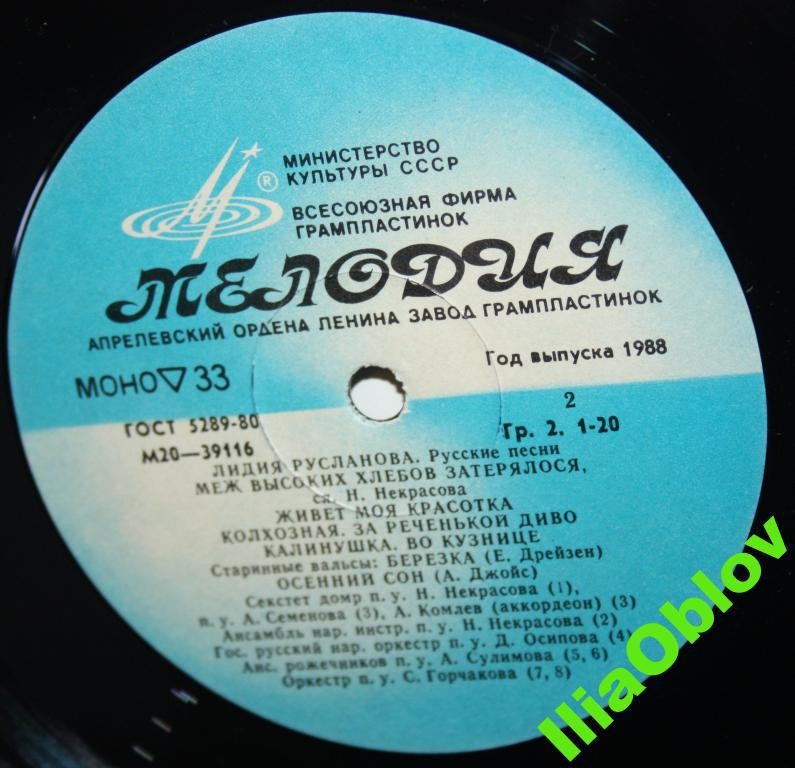 МИНИСТЕРСТВО
КУЛЬТУРЫ СССР
®
ВСЕСОЮЗНАЯ ФИРМА
ГРАМПЛАСТИНОК
МЕЛОДИЯ
АПРЕЛЕВСКИЙ ОРДЕНА ЛЕНИНА ЗАВОД ГРАМПЛАСТИНОК
МОНО▽33
Год выпуска 1988
ГОСТ 5289-80
2
М20—39116
Гр. 2. 1-20
ЛИДИЯ РУСЛАНОВА. Русские песни
МЕЖ ВЫСОКИХ ХЛЕБОВ ЗАТЕРЯЛОСЯ,
сл. Н. Некрасова
ЖИВЕТ МОЯ КРАСОТКА
КОЛХОЗНАЯ. ЗА РЕЧЕНЬКОЙ ДИВО
КАЛИНУШКА. ВО КУЗНИЦЕ
Старинные вальсы: БЕРЕЗКА (Е. Дрейзен)
ОСЕННИЙ СОН (А. Джойс)
Секстет домр п. у. Н. Некрасова (1),
п. у. А. Семенова (3), А. Комлев (аккордеон) (3)
Ансамбль нар. инстр. п. у. Н. Некрасова (2)
Гос. русский нар. оркестр п. у. Д. Осипова (4)
Анс. рожечников п. у. А. Сулимова (5, 6)
Оркестр п. у. С. Горчакова (7, 8)
IliaOblov